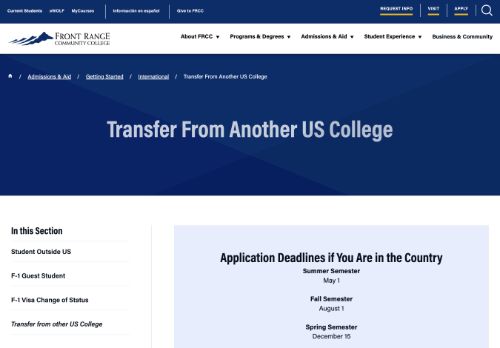 Current Students eWOLF MyCourses Información en español Give to FRCC REQUEST INFO VISIT APPLY
FRONT RANGE
COMMUNITY COLLEGE
About FRCC ▼ Programs & Degrees ▼ Admissions & Aid ▼ Student Experience ▼ Business & Community
/ Admissions & Aid / Getting Started / International / Transfer From Another US College
Transfer From Another US College
In this Section
Student Outside US
F-1 Guest Student
F-1 Visa Change of Status
Transfer from other US College
Application Deadlines if You Are in the Country
Summer Semester
May 1
Fall Semester
August 1
Spring Semester
December 15